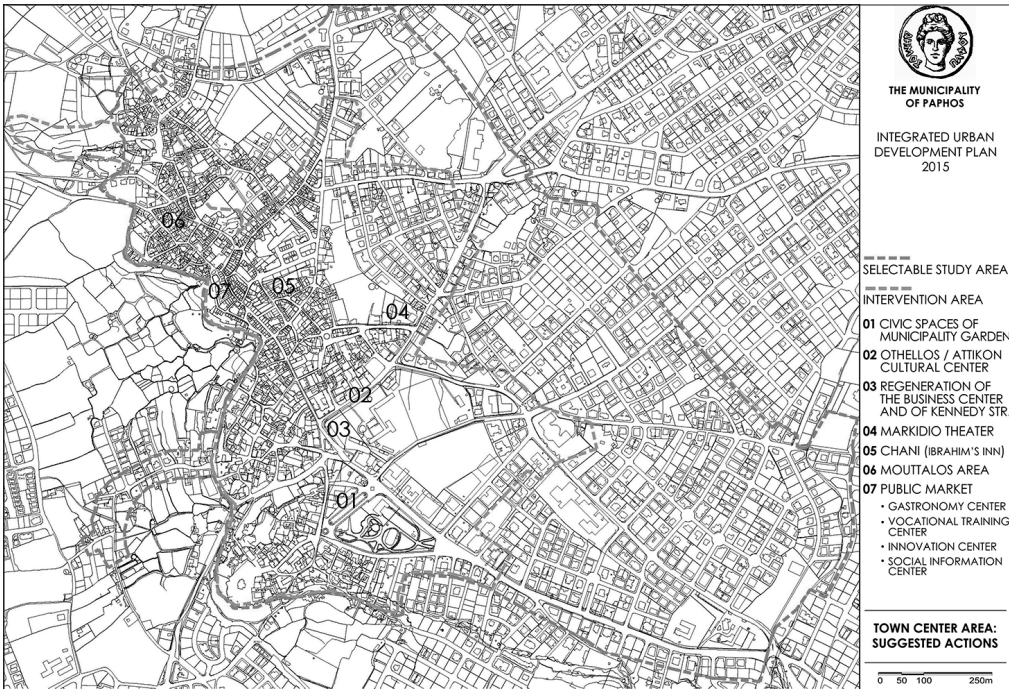 06
05
07
04
02
03
01
ΠΑΦΟΥ
THE MUNICIPALITY
OF PAPHOS
INTEGRATED URBAN
DEVELOPMENT PLAN
2015
SELECTABLE STUDY AREA
INTERVENTION AREA
01 CIVIC SPACES OF
MUNICIPALITY GARDEN
02 OTHELLOS / ATTIKON
CULTURAL CENTER
03 REGENERATION OF
THE BUSINESS CENTER
AND OF KENNEDY STR.
04 MARKIDIO THEATER
05 CHANI (IBRAHIM'S INN)
06 MOUTTALOS AREA
07 PUBLIC MARKET
• GASTRONOMY CENTER
• VOCATIONAL TRAINING
CENTER
• INNOVATION CENTER
• SOCIAL INFORMATION
CENTER
TOWN CENTER AREA:
SUGGESTED ACTIONS
0 50 100 250m